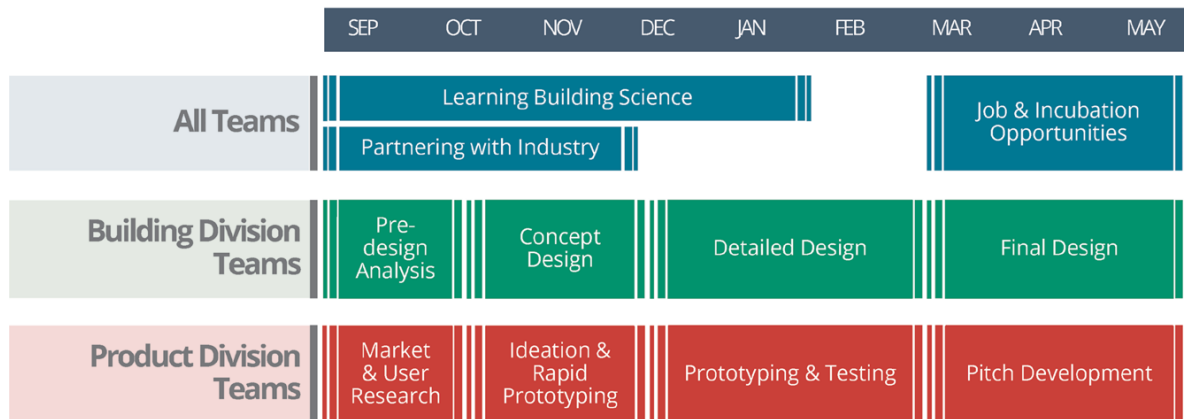 SEP OCT NOV DEC JAN FEB MAR APR MAY
All Teams
Learning Building Science
Partnering with Industry
Job & Incubation
Opportunities
Building Division
Teams
Pre-
design
Analysis
Concept
Design
Detailed Design
Final Design
Product Division
Teams
Market
& User
Research
Ideation &
Rapid
Prototyping
Prototyping & Testing
Pitch Development